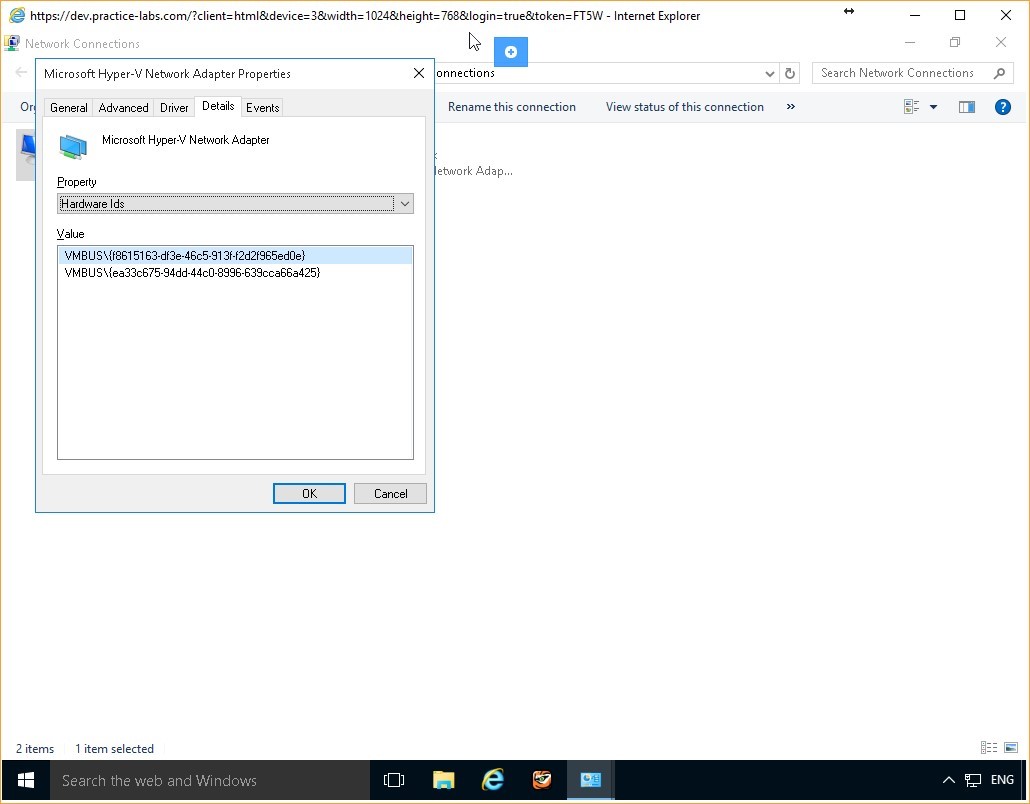 https://dev.practice-labs.com/?client=html&device=3&width=1024&height=768&login=true&token=FT5W - Internet Explorer
Network Connections
Microsoft Hyper-V Network Adapter Properties
onnections
Search Network Connections
Org
Rename this connection
View status of this connection
»
General
Advanced
Driver
Details
Events
Microsoft Hyper-V Network Adapter
etwork Adap...
Property
Hardware Ids
Value
VMBUS\{f8615163-df3e-46c5-913f-f2d2f965ed0e}
VMBUS\{ea33c675-94dd-44c0-8996-639cca66a425}
OK
Cancel
2 items
1 item selected
Search the web and Windows
ENG